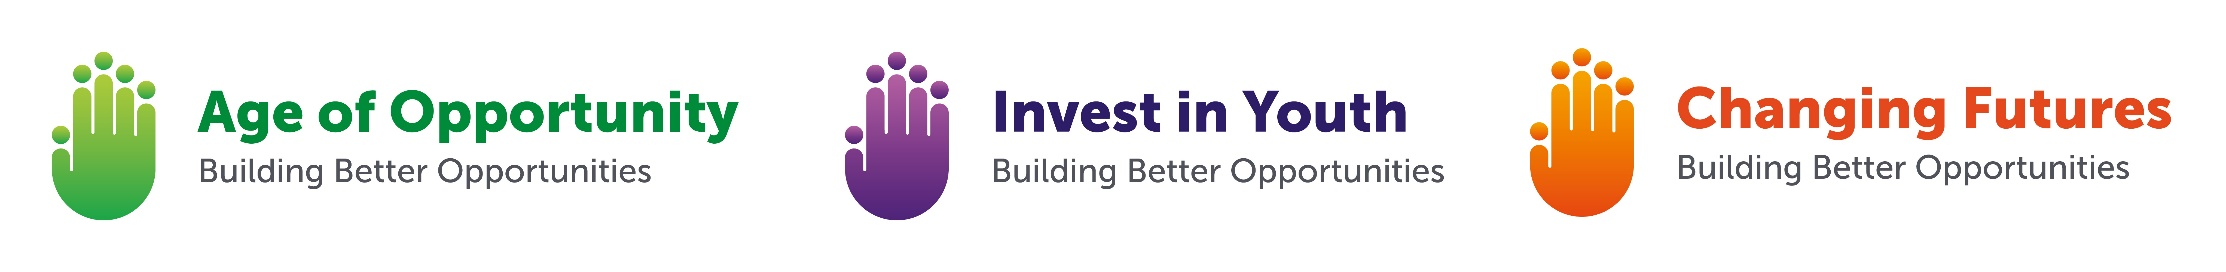 Age of Opportunity
Building Better Opportunities
Invest in Youth
Building Better Opportunities
Changing Futures
Building Better Opportunities